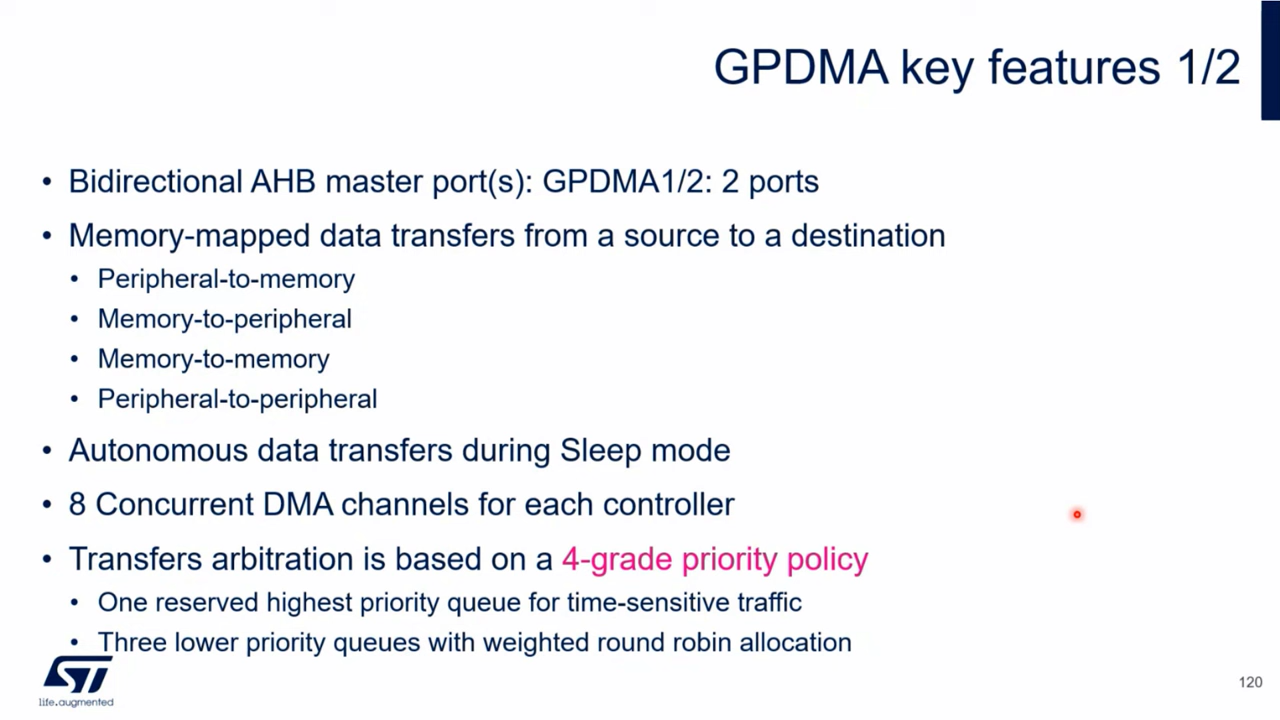 GPDMA key features 1/2
• Bidirectional AHB master port(s): GPDMA1/2: 2 ports
• Memory-mapped data transfers from a source to a destination
• Peripheral-to-memory
• Memory-to-peripheral
• Memory-to-memory
• Peripheral-to-peripheral
• Autonomous data transfers during Sleep mode
• 8 Concurrent DMA channels for each controller
• Transfers arbitration is based on a 4-grade priority policy
• One reserved highest priority queue for time-sensitive traffic
• Three lower priority queues with weighted round robin allocation
ST
life.augmented
120